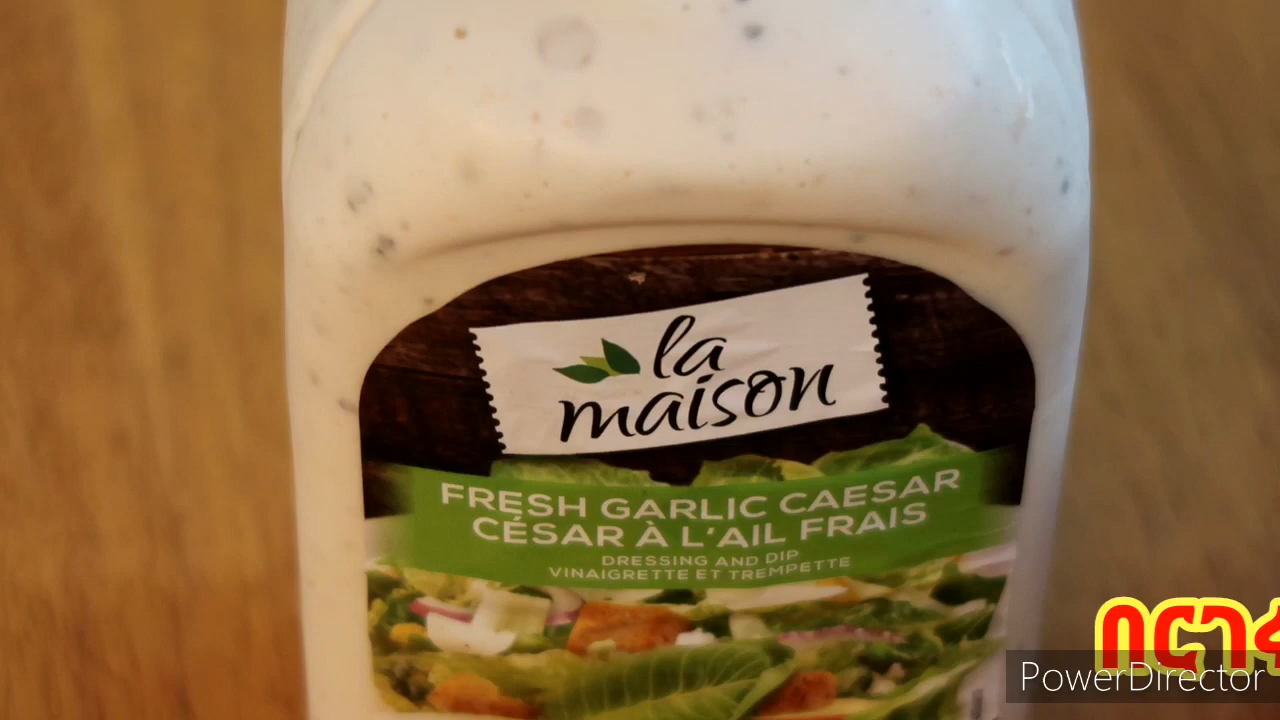 la
maison
FRESH GARLIC CAESAR
CÉSAR À L'AIL FRAIS
DRESSING AND DIP
VINAIGRETTE ET TREMPETTE
PowerDirector